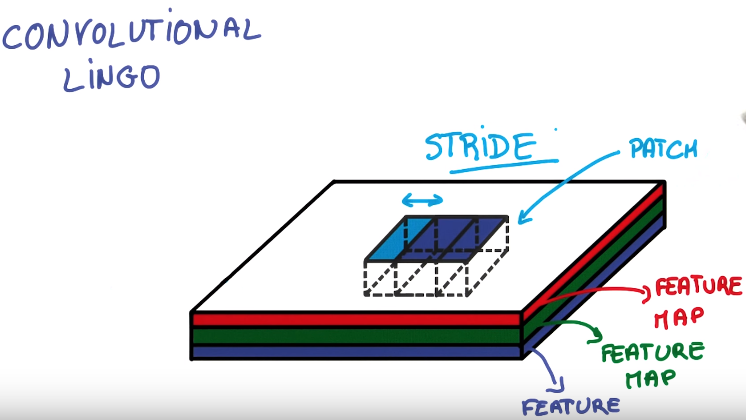 CONVOLUTIONAL
LINGO
STRIDE
PATCH
FEATURE
MAP
FEATURE
MAP
FEATURE